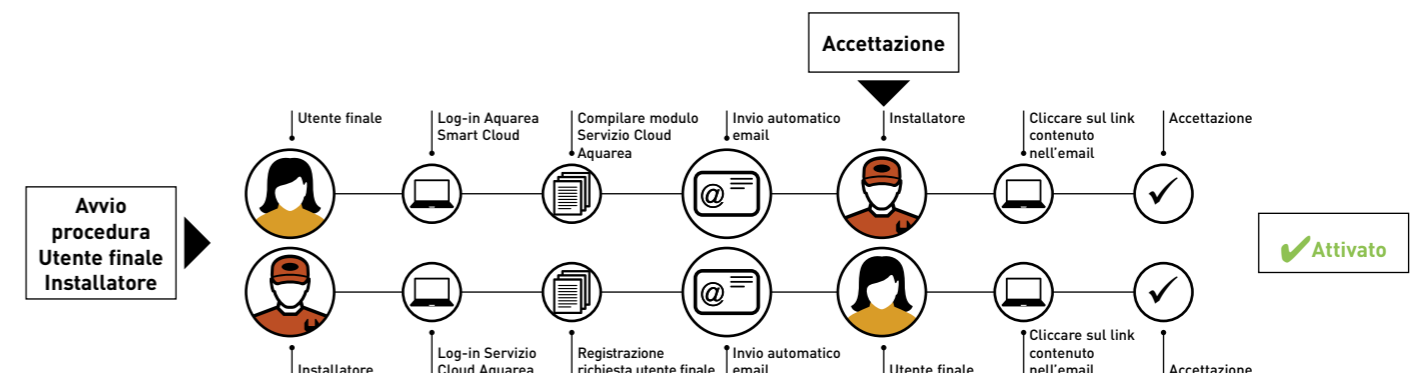 Accettazione
Utente finale
Log-in Aquarea
Smart Cloud
Compilare modulo
Servizio Cloud
Aquarea
Invio automatico
email
Installatore
Cliccare sul link
contenuto
nell'email
Accettazione
Avvio
procedura
Utente finale
Installatore
@
@
✔Attivato
Installatore
Log-in Servizio
Cloud Aquarea
Registrazione
richiesta utente finale
Invio automatico
email
Utente finale
Cliccare sul link
contenuto
nell'email
Accettazione